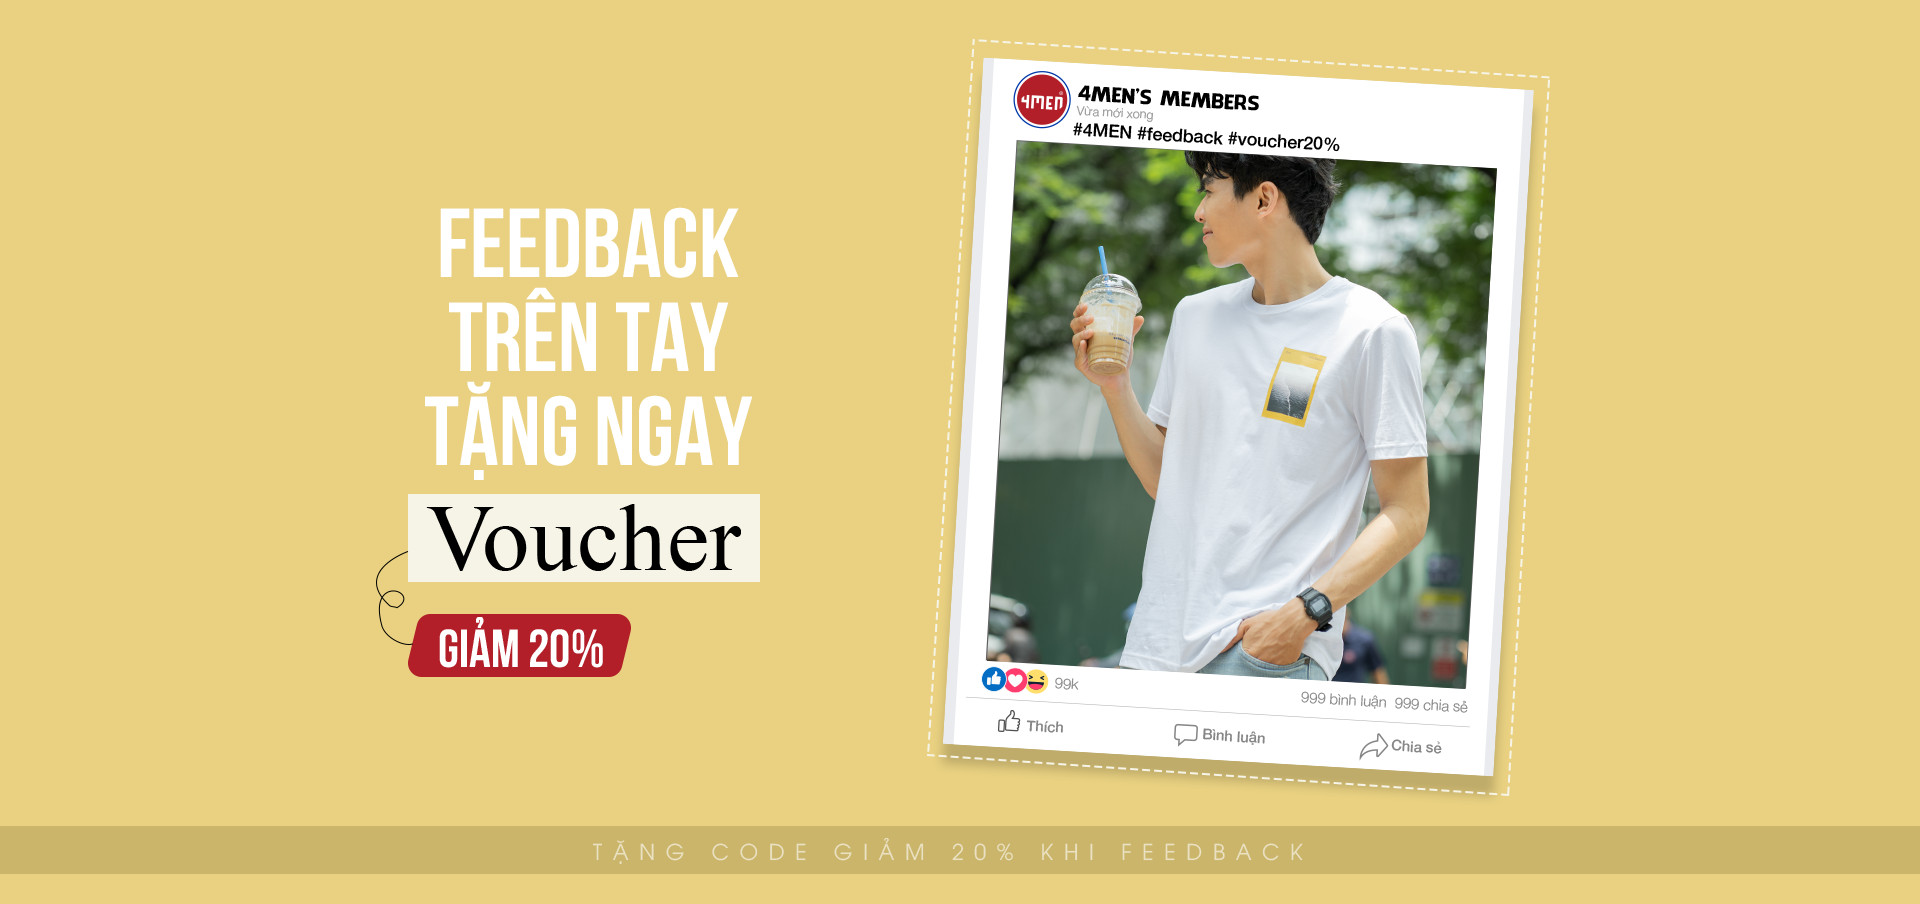 FEEDBACK
TRÊN TAY
TẶNG NGAY
Voucher
GIẢM 20%
4MEN
4MEN'S MEMBERS
Vừa mới xong
#4MEN #feedback #voucher20%
99k
999 bình luận 999 chia sẻ
Thích
Bình luận
Chia sẻ
TẶNG CODE GIẢM 20% KHI FEEDBACK